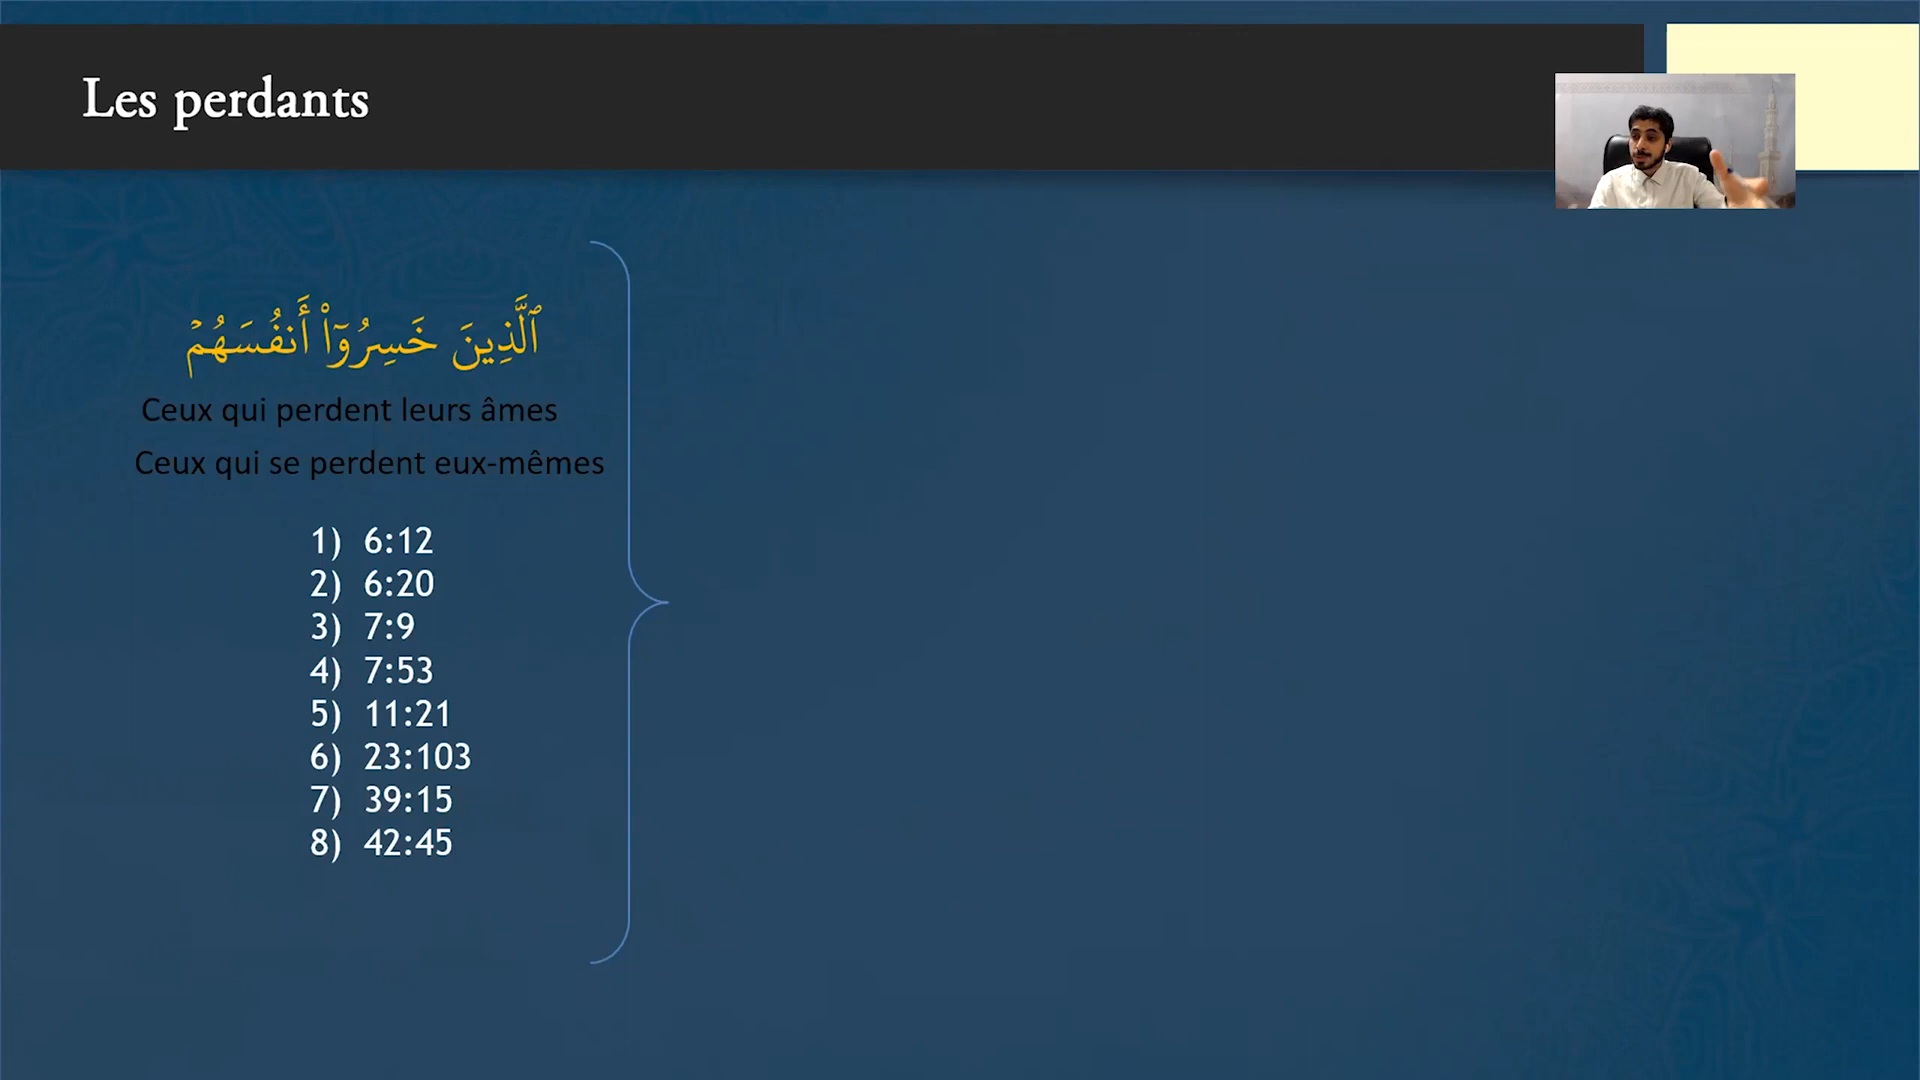 Les perdants
ٱلَّذِينَ خَسِرُوٓا۟ أَنفُسَهُمْ
Ceux qui perdent leurs âmes
Ceux qui se perdent eux-mêmes
1) 6:12
2) 6:20
3) 7:9
4) 7:53
5) 11:21
6) 23:103
7) 39:15
8) 42:45